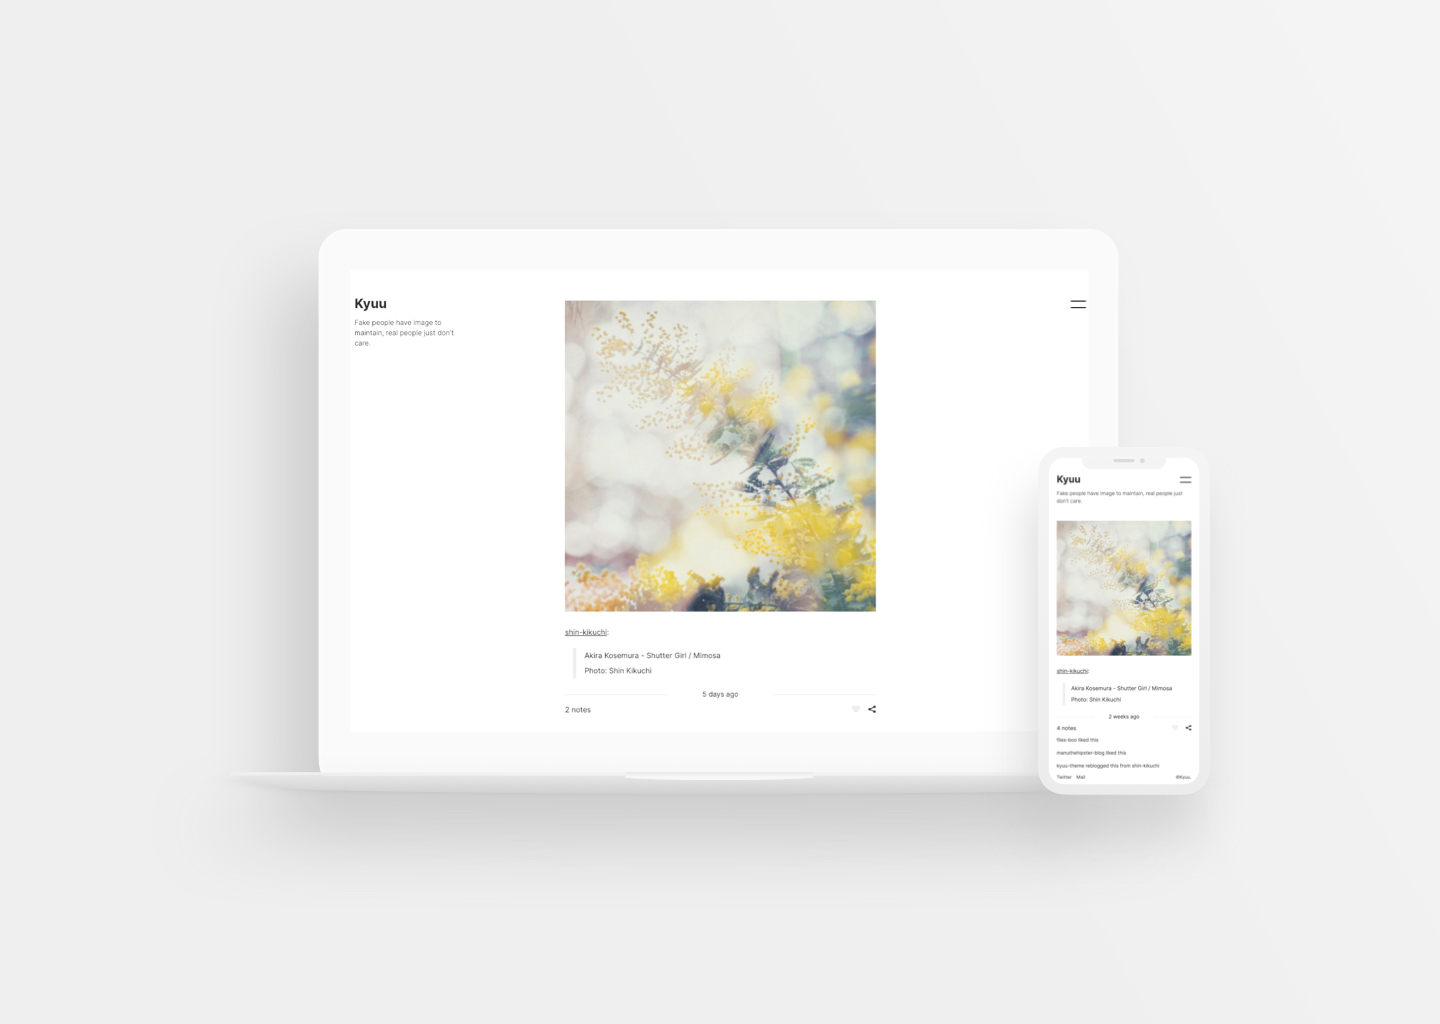 Kyuu
Fake people have image to
maintain, real people just don't
care.
shin-kikuchi:
Akira Kosemura - Shutter Girl / Mimosa
Photo: Shin Kikuchi
5 days ago
2 notes
Kyuu
Fake people have image to maintain, real people just
don't care.
shin-kikuchi:
Akira Kosemura - Shutter Girl / Mimosa
Photo: Shin Kikuchi
2 weeks ago
4 notes
liked this
maruthehipster-blog liked this
kyuu-theme reblogged this from shin-kikuchi
Twitter Mail @Kyuu.